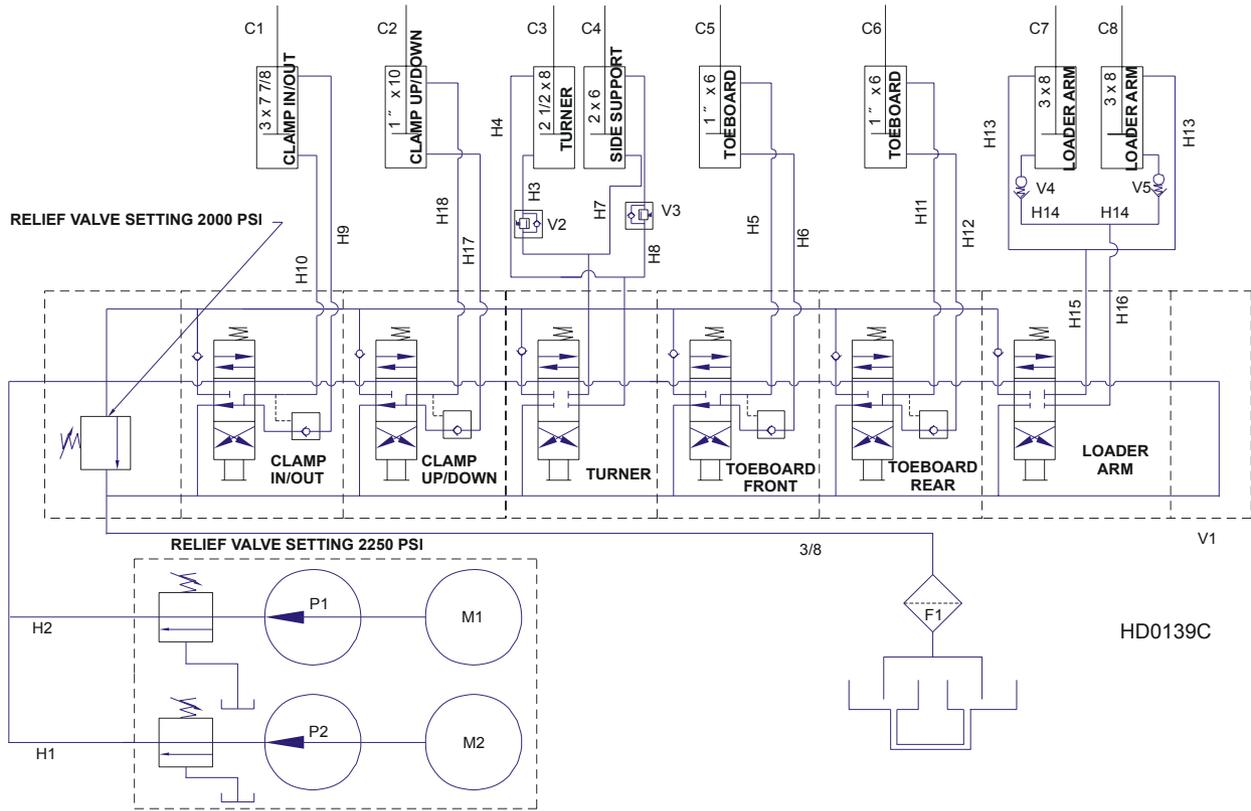 C1
C2
C3
C4
C5
C6
C7
C8
3 x 7 7/8
CLAMP IN/OUT
1 ″ x 10
CLAMP UP/DOWN
2 1/2 x 8
TURNER
2 x 6
SIDE SUPPORT
1 ″ x 6
TOEBOARD
1 ″ x 6
TOEBOARD
3 x 8
LOADER ARM
3 x 8
LOADER ARM
H4
H13
H13
V4
V5
H3
H7
H14
H14
RELIEF VALVE SETTING 2000 PSI
H9
H10
H18
H17
V2
V3
H8
H5
H6
H11
H12
H15
H16
CLAMP
IN/OUT
CLAMP
UP/DOWN
TURNER
TOEBOARD
FRONT
TOEBOARD
REAR
LOADER
ARM
RELIEF VALVE SETTING 2250 PSI
3/8
V1
P1
M1
H2
F1
HD0139C
P2
M2
H1